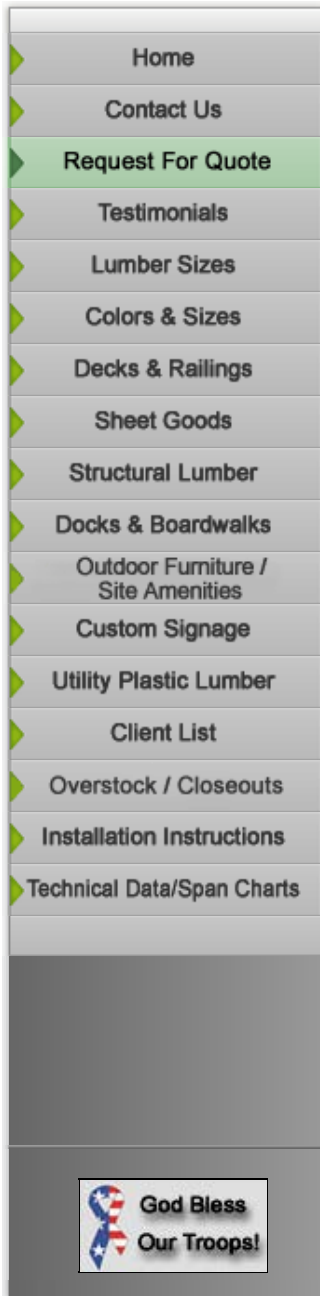 Home
Contact Us
Request For Quote
Testimonials
Lumber Sizes
Colors & Sizes
Decks & Railings
Sheet Goods
Structural Lumber
Docks & Boardwalks
Outdoor Furniture /
Site Amenities
Custom Signage
Utility Plastic Lumber
Client List
Overstock / Closeouts
Installation Instructions
Technical Data/Span Charts
God Bless
Our Troops!